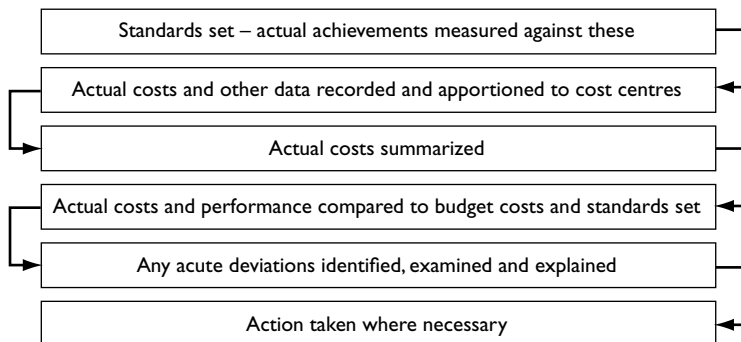 Standards set – actual achievements measured against these
Actual costs and other data recorded and apportioned to cost centres
Actual costs summarized
Actual costs and performance compared to budget costs and standards set
Any acute deviations identified, examined and explained
Action taken where necessary